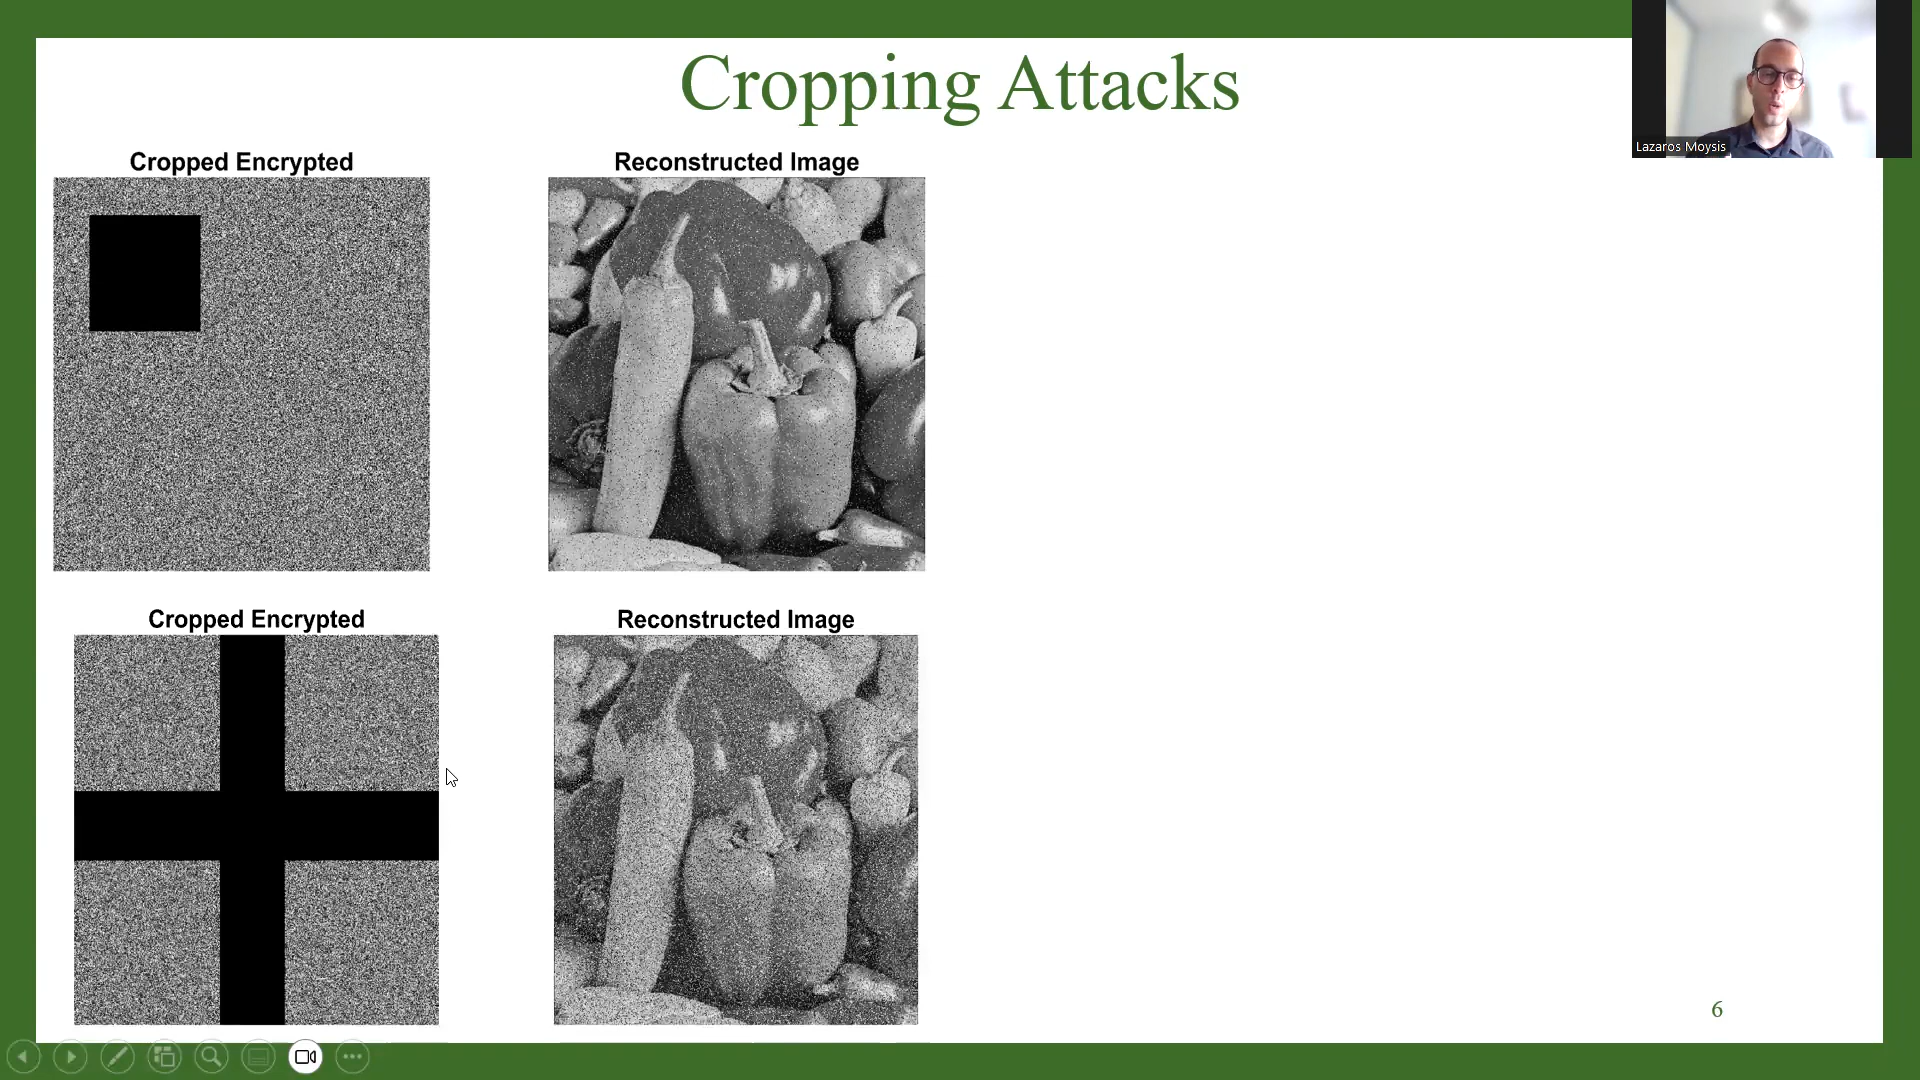 Cropping Attacks
Lazaros Moysis
Cropped Encrypted
Reconstructed Image
Cropped Encrypted
Reconstructed Image
6